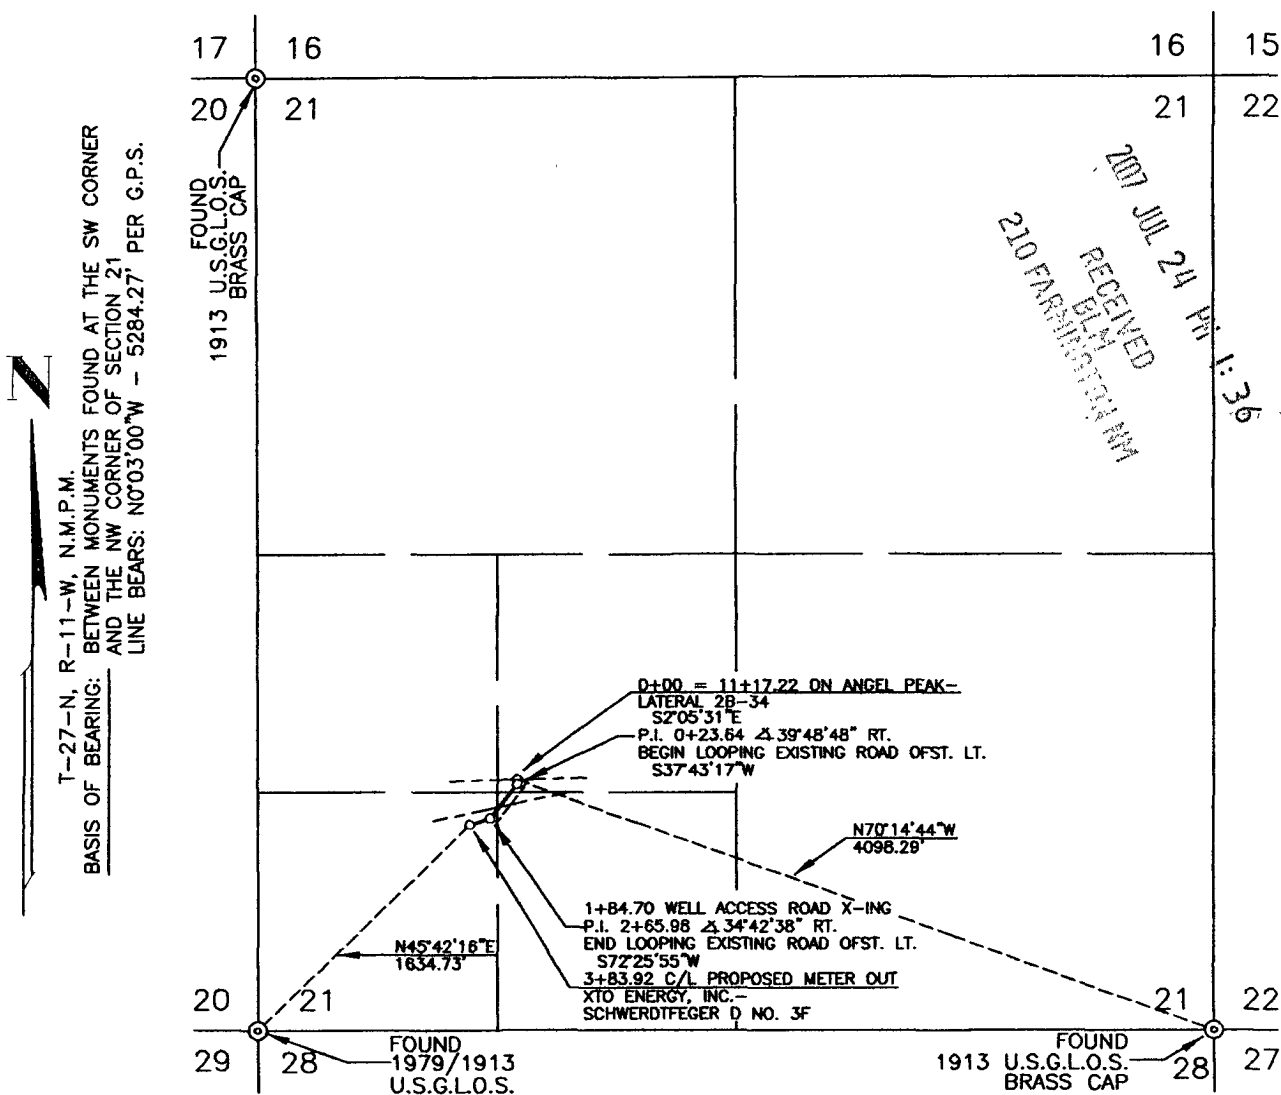 17 16
16 15
20 21
21 22
FOUND
1913 U.S.G.L.O.S.
BRASS CAP
2007 JUL 24 PM 1:36
RECEIVED
BLM
210 FARMINGTON NM
N
T-27-N, R-11-W, N.M.P.M.
BASIS OF BEARING: BETWEEN MONUMENTS FOUND AT THE SW CORNER
AND THE NW CORNER OF SECTION 21
LINE BEARS: N0°03'00"W - 5284.27' PER G.P.S.
0+00 = 11+17.22 ON ANGEL PEAK-
LATERAL 2B-34
S2°05'31"E
P.I. 0+23.64 ∡ 39°48'48" RT.
BEGIN LOOPING EXISTING ROAD OFST. LT.
S37°43'17"W
N70°14'44"W
4098.29'
1+84.70 WELL ACCESS ROAD X-ING
P.I. 2+65.98 ∡ 34°42'38" RT.
END LOOPING EXISTING ROAD OFST. LT.
S72°25'55"W
3+83.92 C/L PROPOSED METER OUT
XTO ENERGY, INC.-
SCHWERDTFEGER D NO. 3F
N45°42'16"E
1634.73'
20 21
21 22
29 28
28 27
FOUND
1979/1913
U.S.G.L.O.S.
FOUND
1913 U.S.G.L.O.S.
BRASS CAP